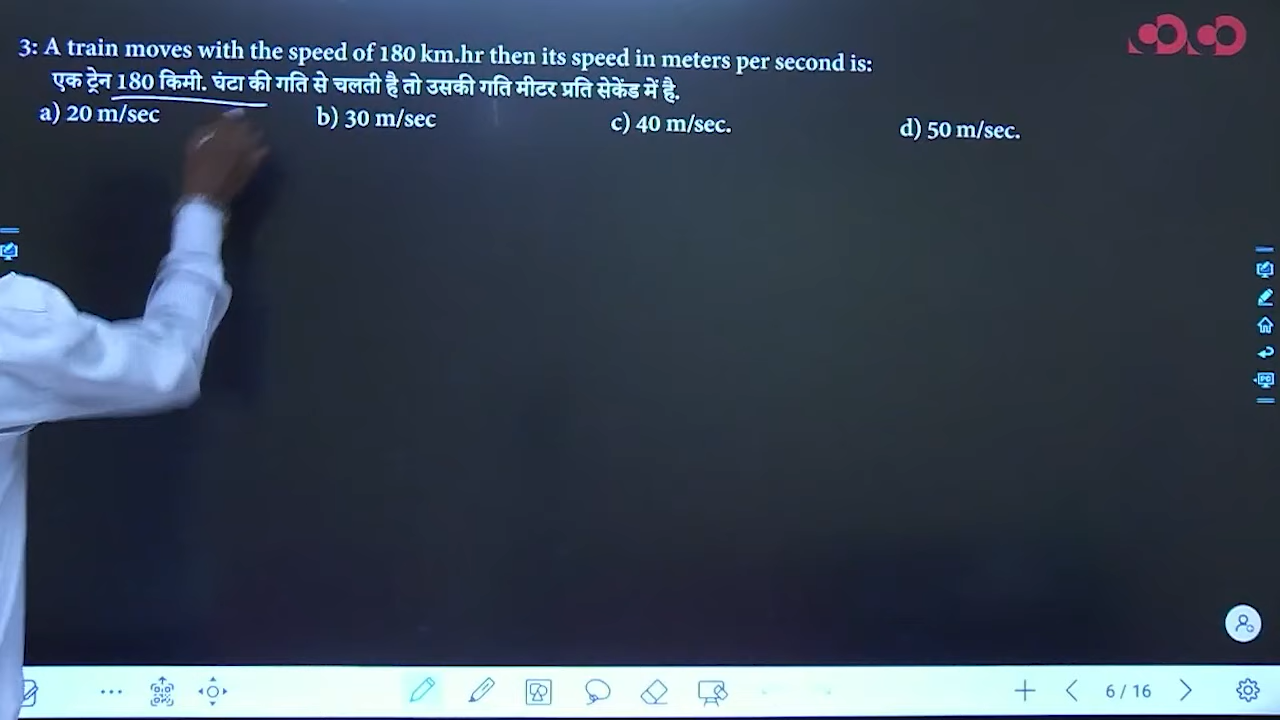 3: A train moves with the speed of 180 km.hr then its speed in meters per second is:
एक ट्रेन 180 किमी. घंटा की गति से चलती है तो उसकी गति मीटर प्रति सेकेंड में है.
a) 20 m/sec b) 30 m/sec c) 40 m/sec. d) 50 m/sec.
6 / 16